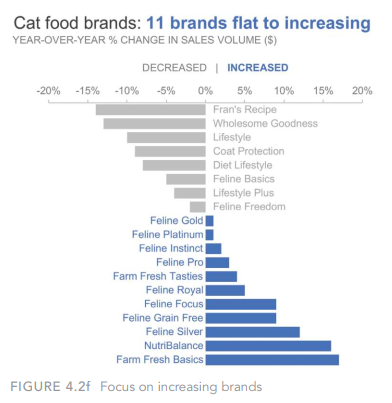 Cat food brands: 11 brands flat to increasing
YEAR-OVER-YEAR % CHANGE IN SALES VOLUME ($)
DECREASED | INCREASED
-20% -15% -10% -5% 0% 5% 10% 15% 20%
Fran's Recipe
Wholesome Goodness
Lifestyle
Coat Protection
Diet Lifestyle
Feline Basics
Lifestyle Plus
Feline Freedom
Feline Gold
Feline Platinum
Feline Instinct
Feline Pro
Farm Fresh Tasties
Feline Royal
Feline Focus
Feline Grain Free
Feline Silver
NutriBalance
Farm Fresh Basics
FIGURE 4.2f Focus on increasing brands